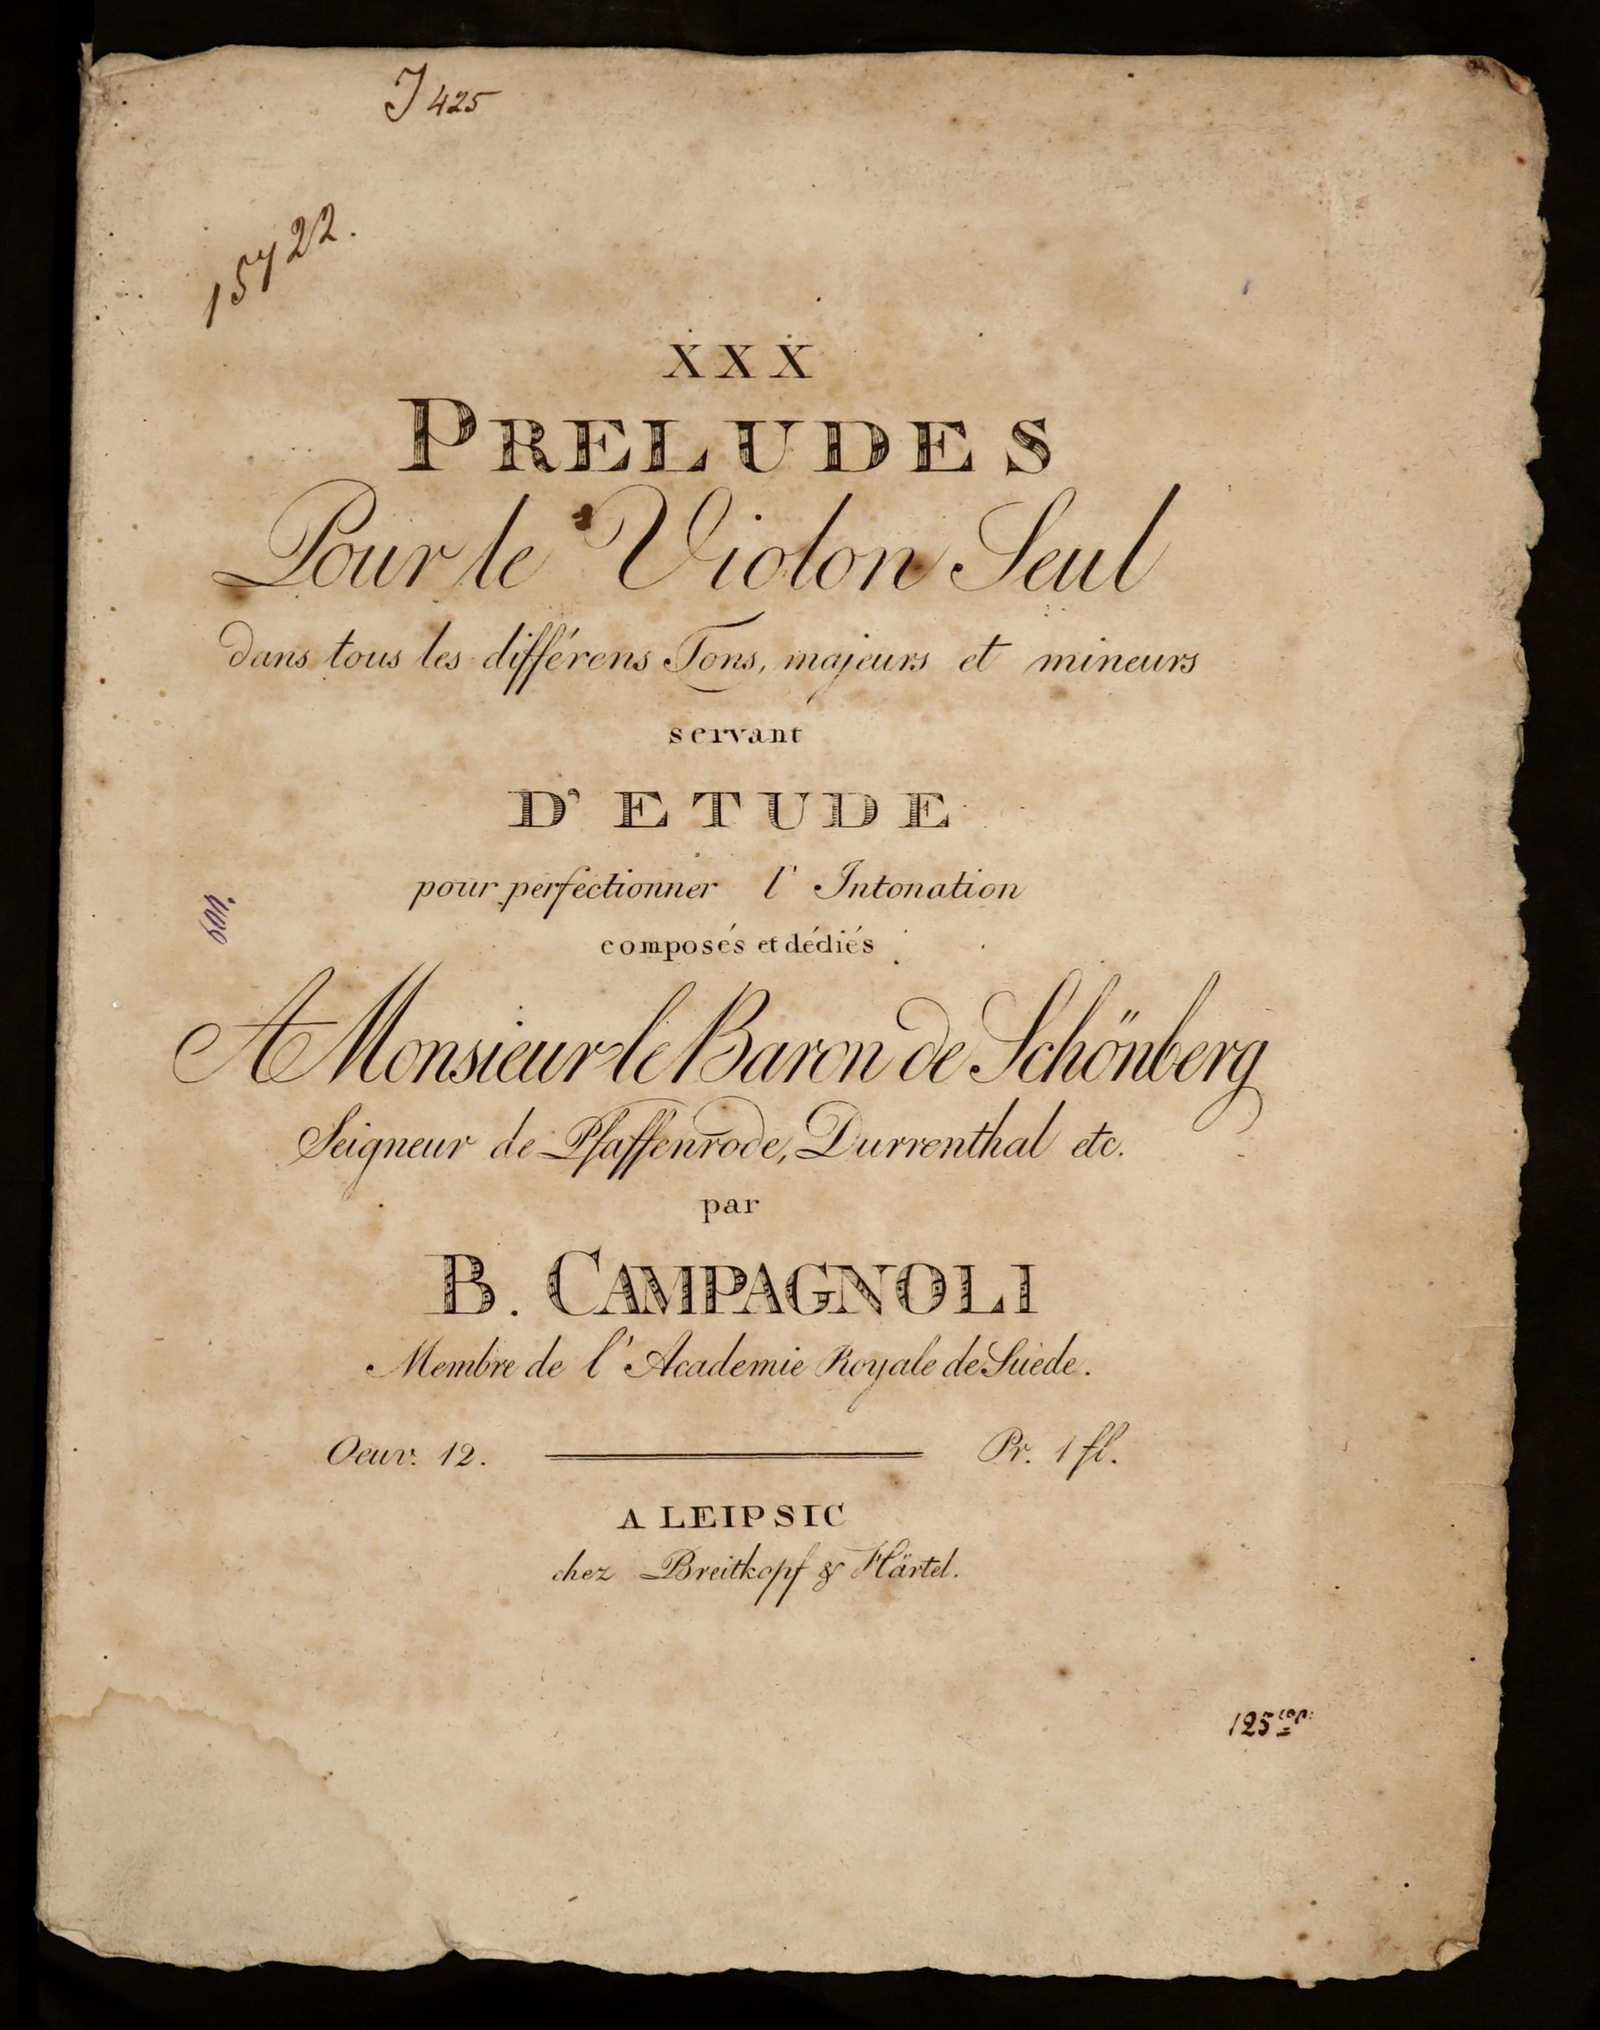 J 425
15722.
XXX
PRELUDES
Pour le Violon Seul
dans tous les différens Tons, majeurs et mineurs
servant
D'ETUDE
pour perfectionner l'Intonation
composés et dédiés
A Monsieur le Baron de Schönberg
Seigneur de Pfaffenrode, Durrenthal etc.
par
B. CAMPAGNOLI
Membre de l'Academie Royale de Suède.
Oeuv. 12. Pr. 1 fl.
A LEIPSIC
chez Breitkopf & Härtel.
125